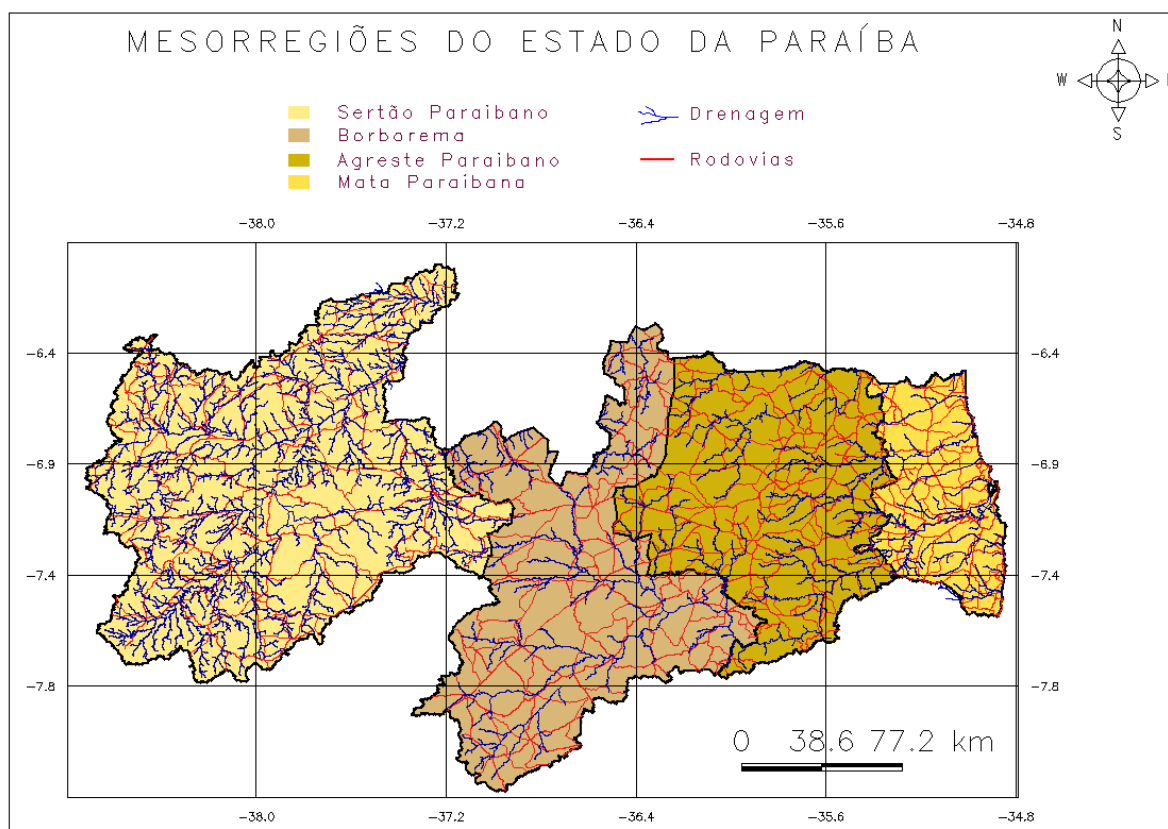 MESORREGIÕES DO ESTADO DA PARAÍBA
N
W
S
Sertão Paraibano
Borborema
Agreste Paraibano
Mata Paraibana
Drenagem
Rodovias
-38.0 -37.2 -36.4 -35.6 -34.8
-6.4 -6.4
-6.9 -6.9
-7.4 -7.4
-7.8 -7.8
0 38.6 77.2 km
-38.0 -37.2 -36.4 -35.6 -34.8